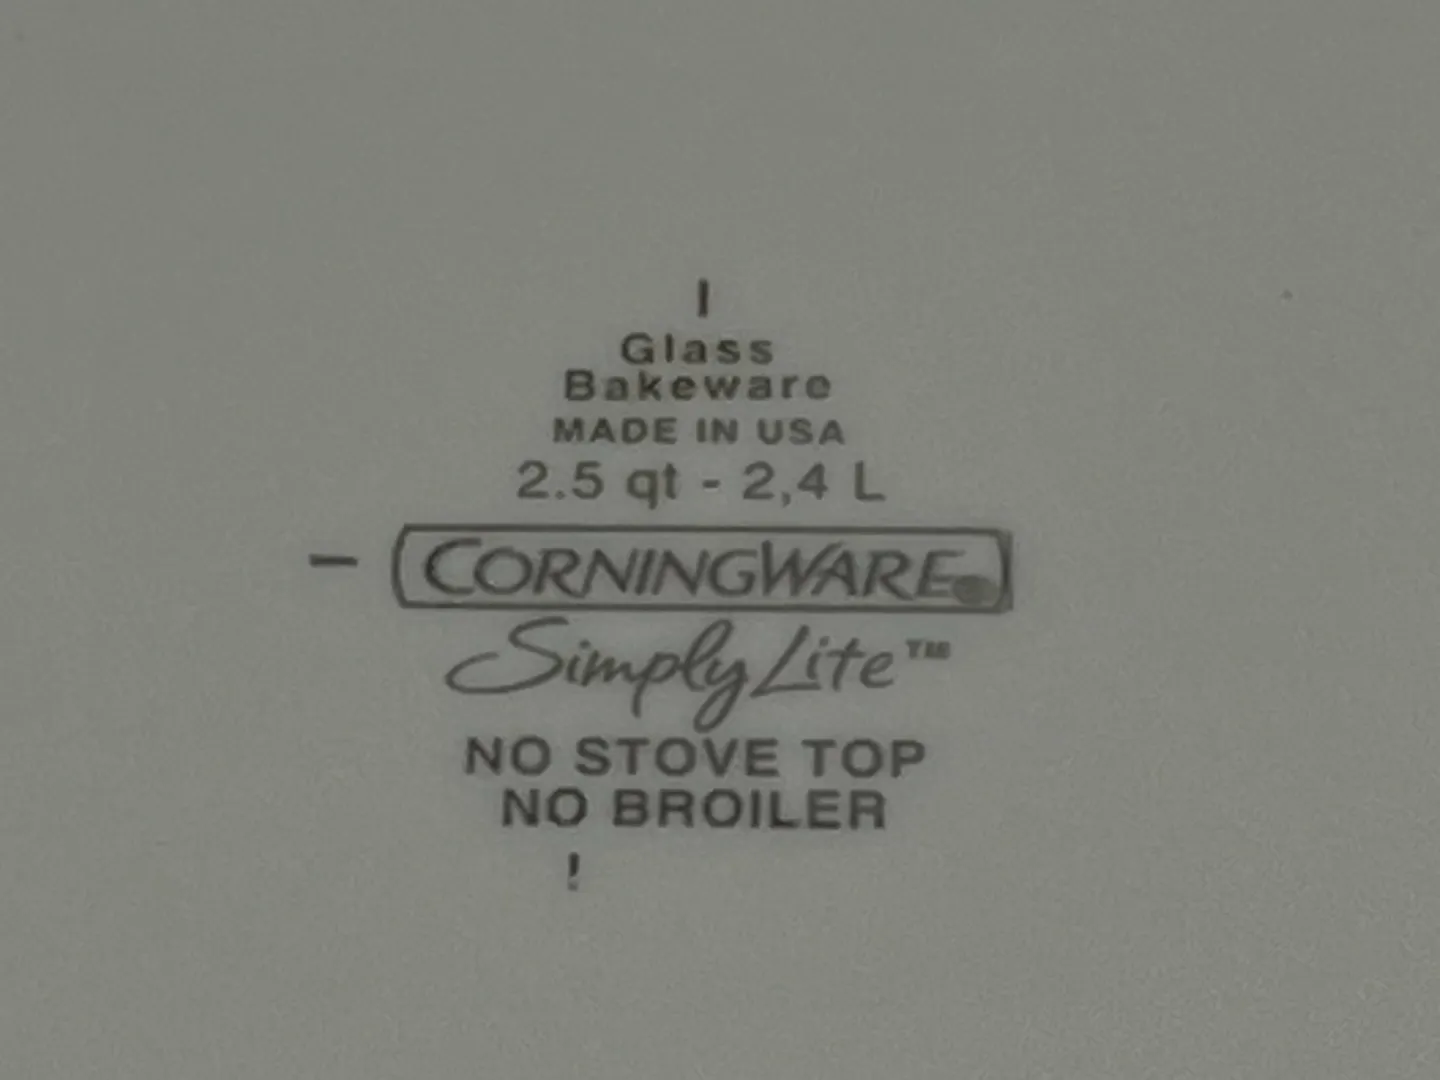 Glass
Bakeware
MADE IN USA
2.5 qt - 2,4 L
CORNINGWARE
SimplyLite™
NO STOVE TOP
NO BROILER